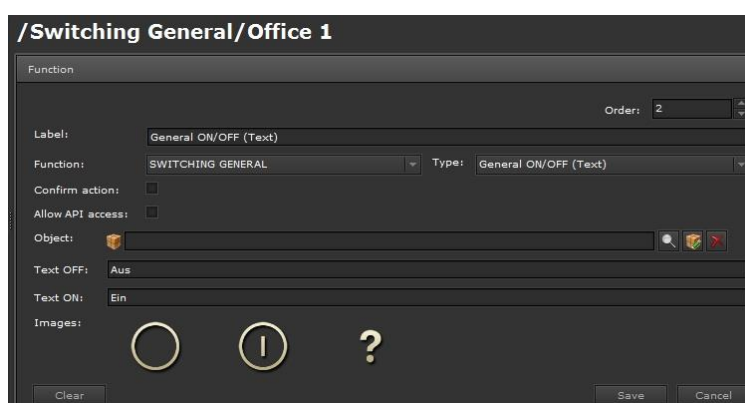 /Switching General/Office 1
Function
Order: 2
Label: General ON/OFF (Text)
Function: SWITCHING GENERAL Type: General ON/OFF (Text)
Confirm action:
Allow API access:
Object:
Text OFF: Aus
Text ON: Ein
Images: ?
Clear Save Cancel